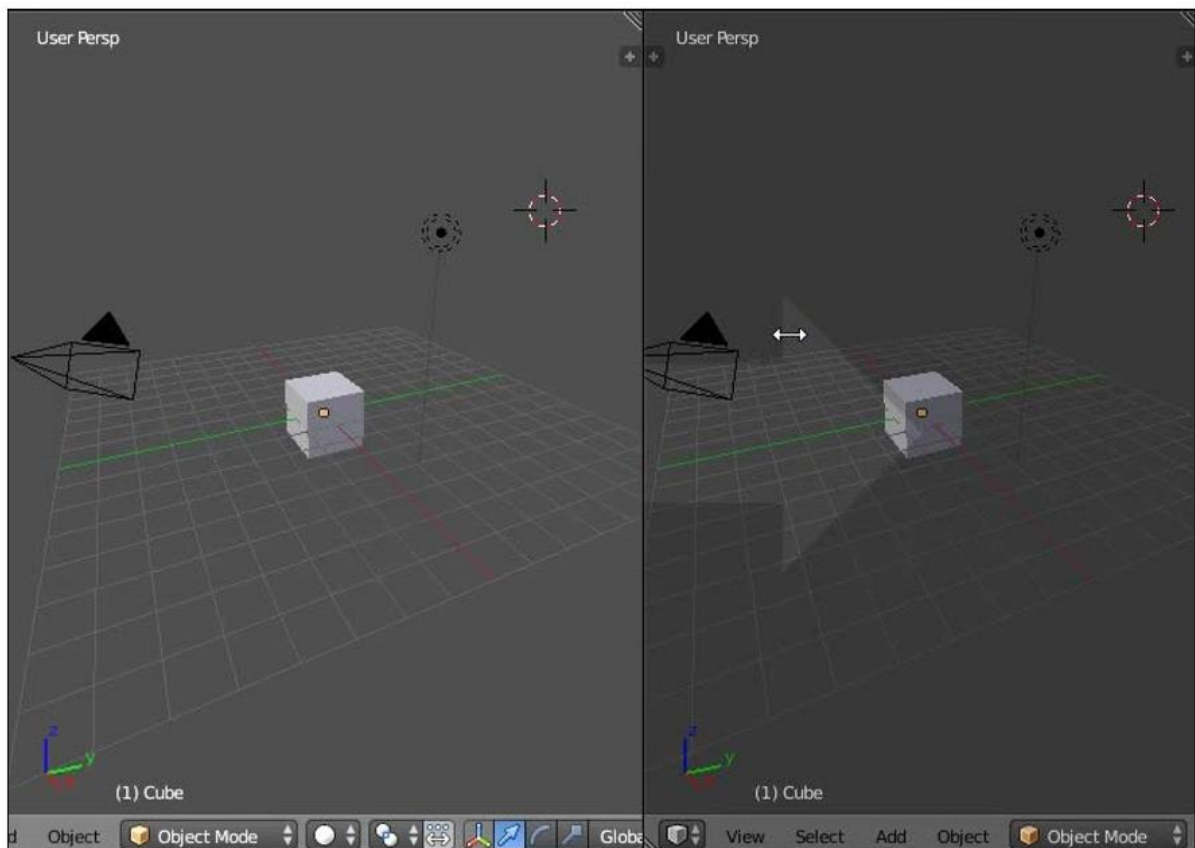 User Persp
User Persp
z
y
z
y
(1) Cube
(1) Cube
Object Object Mode Globa
View Select Add Object Object Mode